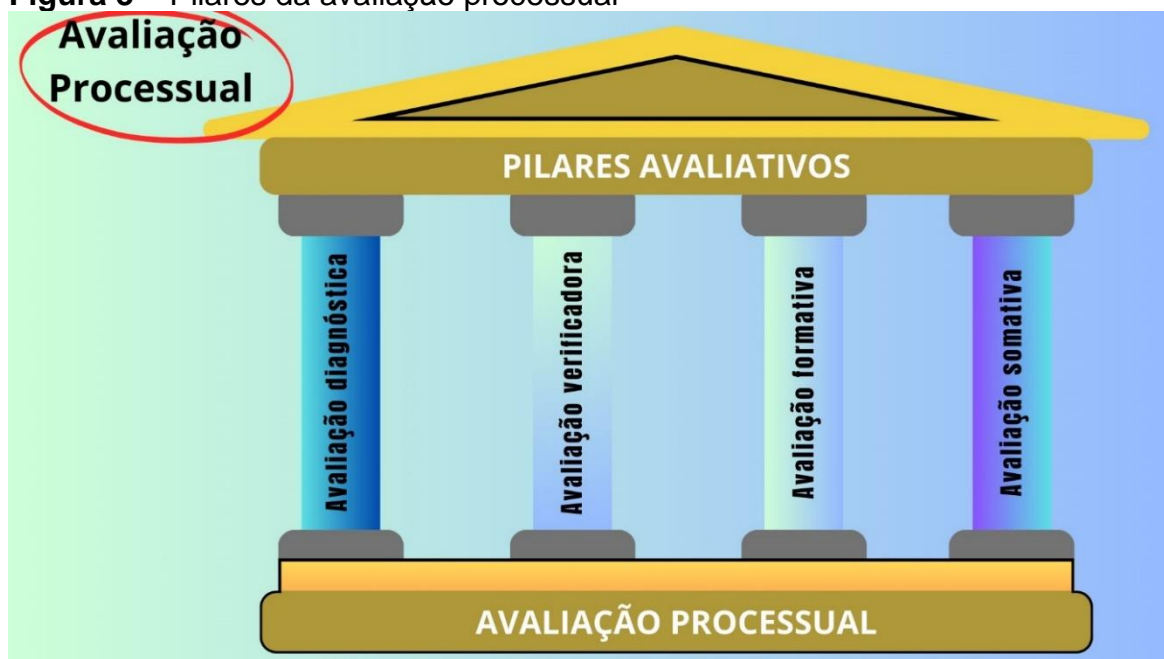 Pilares da avaliação processual
Avaliação
Processual
PILARES AVALIATIVOS
Avaliação diagnóstica
Avaliação verificadora
Avaliação formativa
Avaliação somativa
AVALIAÇÃO PROCESSUAL